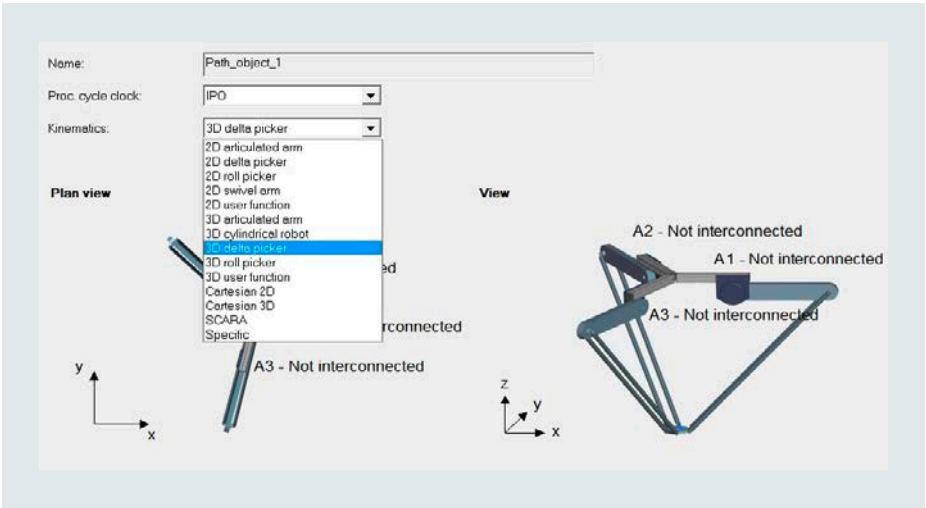 Name: Path_object_1
Proc. cycle clock: IPO
Kinematics: 3D delta picker
2D articulated arm
2D delta picker
2D roll picker
2D swivel arm
2D user function
3D articulated arm
3D cylindrical robot
3D delta picker
3D roll picker
3D user function
Cartesian 2D
Cartesian 3D
SCARA
Specific
Plan view
ed
rconnected
A3 - Not interconnected
y
x
View
A2 - Not interconnected
A1 - Not interconnected
A3 - Not interconnected
z
y
x